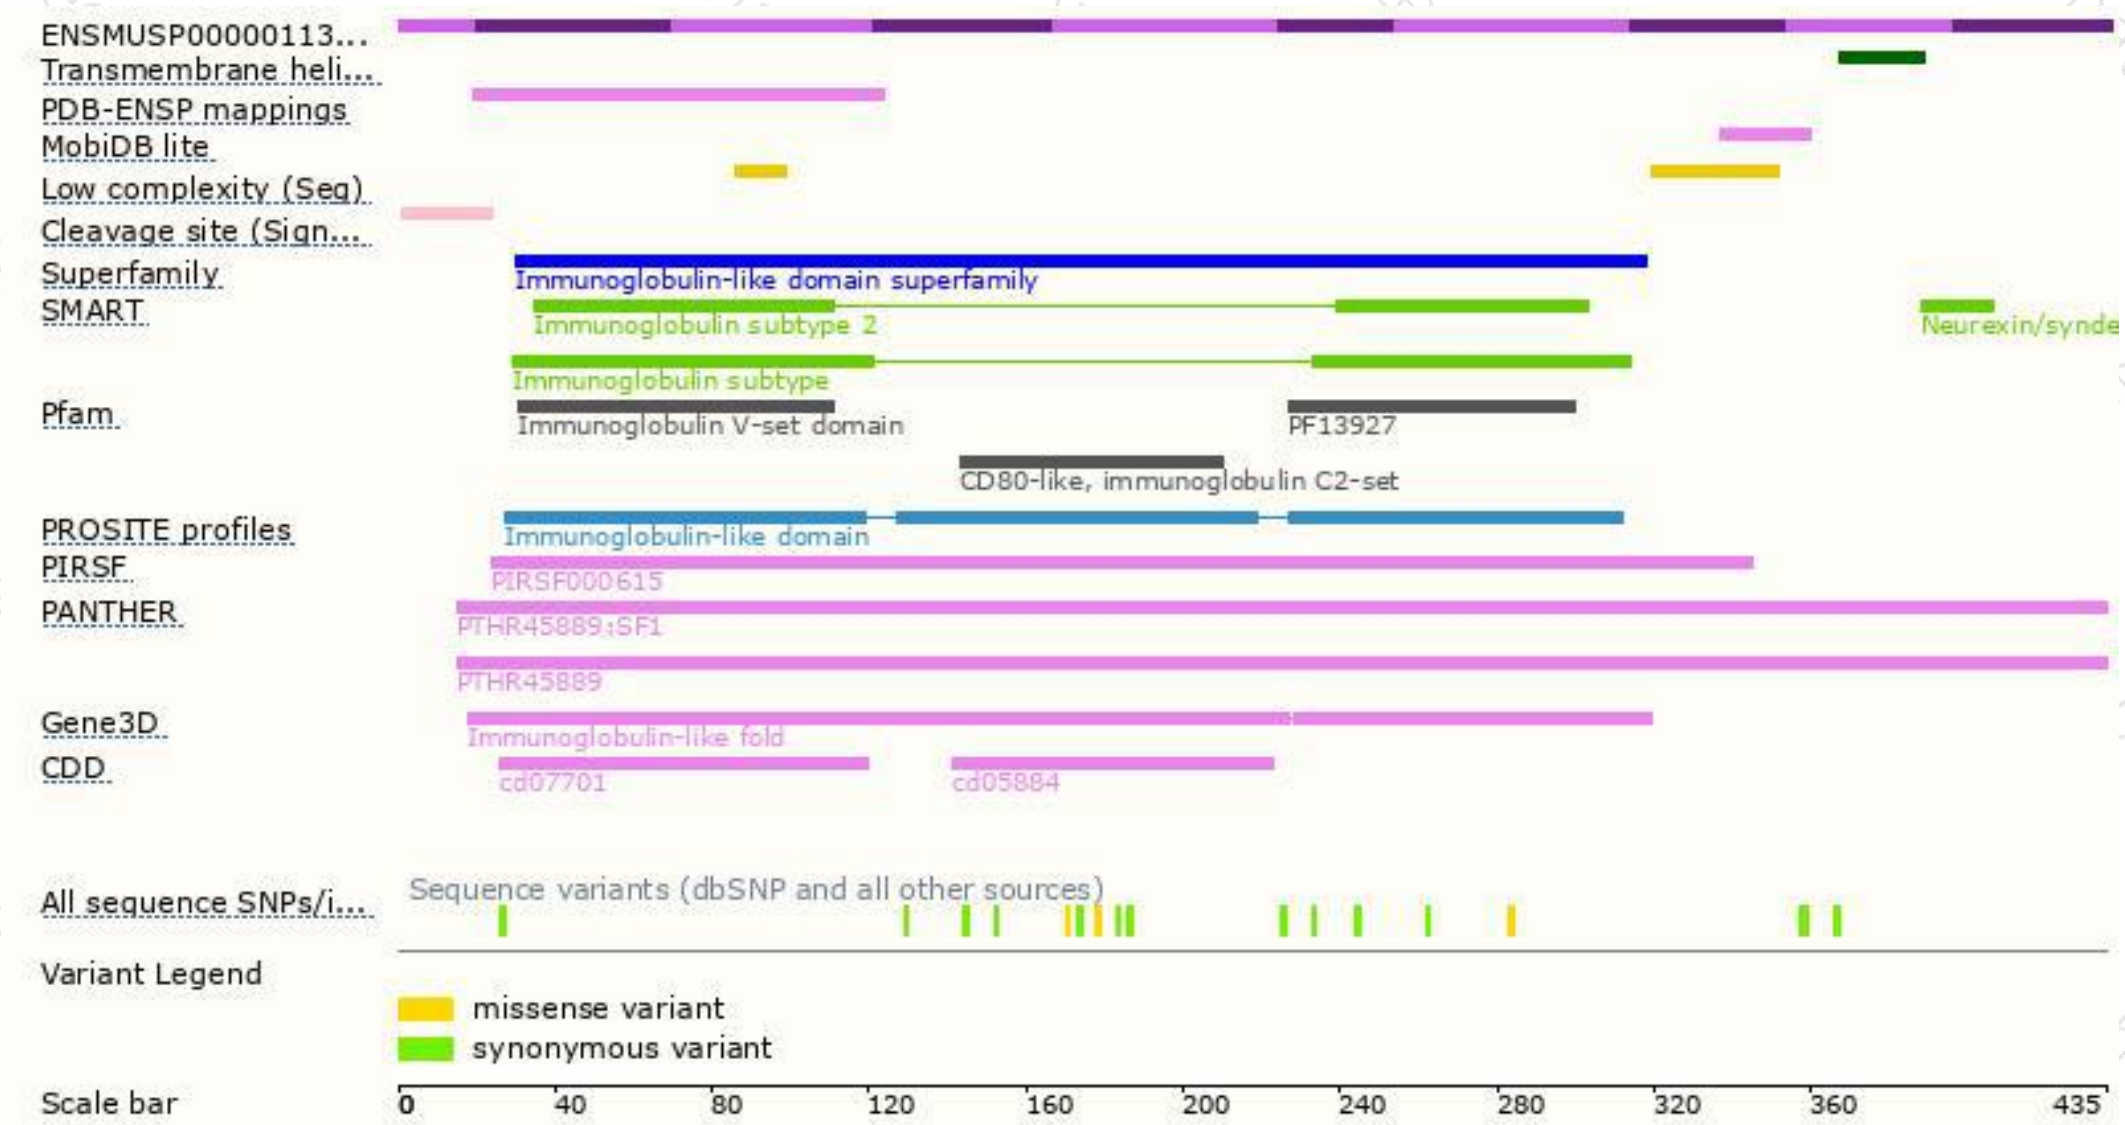 ENSMUSP00000113...
Transmembrane heli...
PDB-ENSP mappings
MobiDB lite
Low complexity (Seg)
Cleavage site (Sign...
Superfamily
Immunoglobulin-like domain superfamily
SMART
Immunoglobulin subtype 2
Neurexin/synde
Immunoglobulin subtype
Pfam
Immunoglobulin V-set domain
PF13927
CD80-like, immunoglobulin C2-set
PROSITE profiles
Immunoglobulin-like domain
PIRSF
PIRSF000615
PANTHER
PTHR45889:SF1
PTHR45889
Gene3D
Immunoglobulin-like fold
CDD
cd07701 cd05884
Sequence variants (dbSNP and all other sources)
All sequence SNPs/i...
Variant Legend
missense variant
synonymous variant
Scale bar 0 40 80 120 160 200 240 280 320 360 435